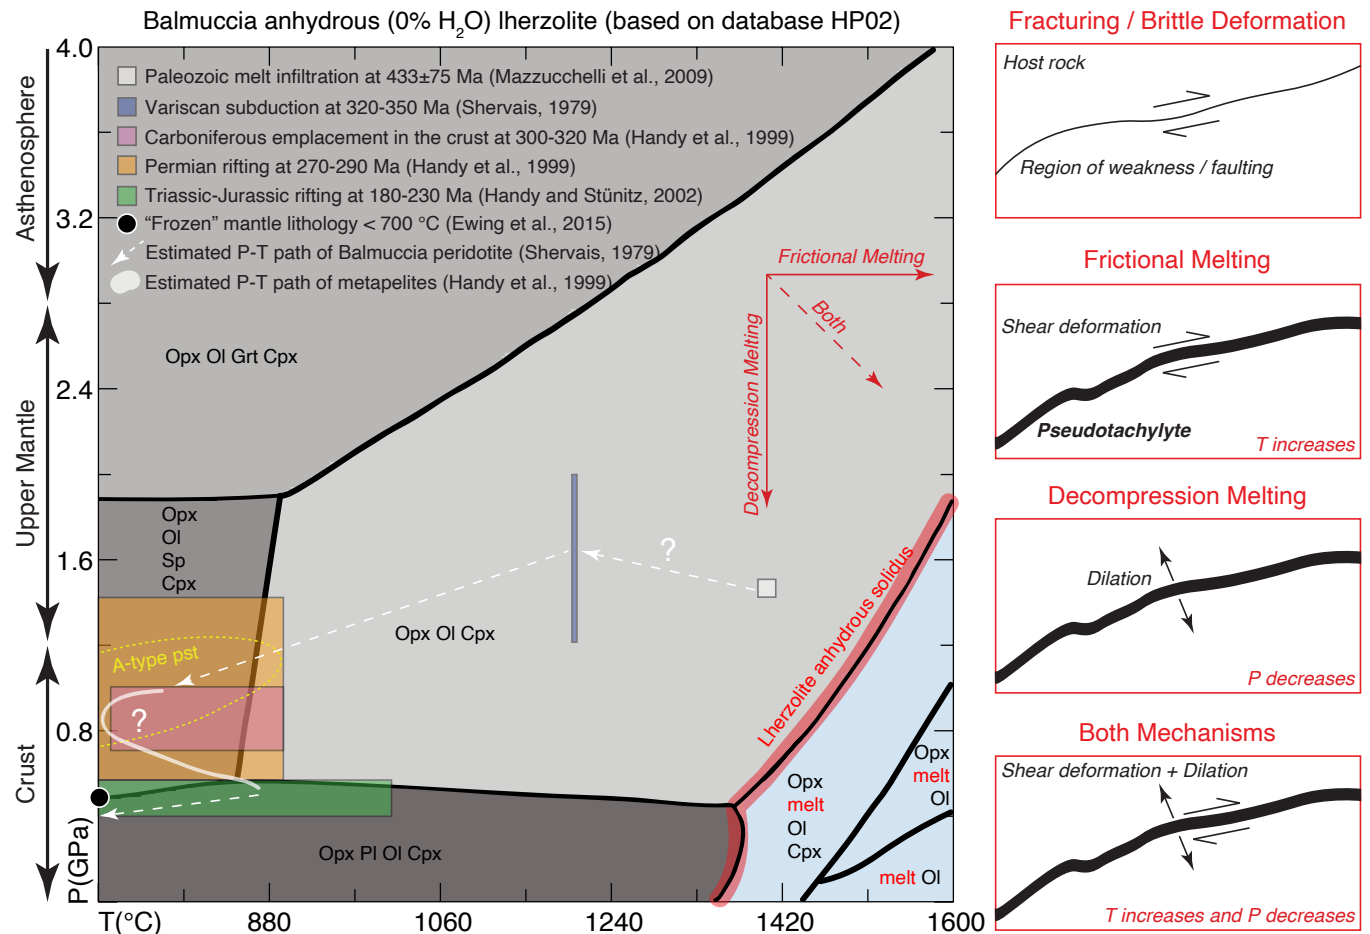 Balmuccia anhydrous (0% H₂O) lherzolite (based on database HP02)
4.0
3.2
2.4
1.6
0.8
P(GPa)
T(°C)
880
1060
1240
1420
1600
Asthenosphere
Upper Mantle
Crust
Paleozoic melt infiltration at 433±75 Ma (Mazzucchelli et al., 2009)
Variscan subduction at 320-350 Ma (Shervais, 1979)
Carboniferous emplacement in the crust at 300-320 Ma (Handy et al., 1999)
Permian rifting at 270-290 Ma (Handy et al., 1999)
Triassic-Jurassic rifting at 180-230 Ma (Handy and Stünitz, 2002)
“Frozen” mantle lithology < 700 °C (Ewing et al., 2015)
Estimated P-T path of Balmuccia peridotite (Shervais, 1979)
Estimated P-T path of metapelites (Handy et al., 1999)
Frictional Melting
Both
Decompression Melting
Opx Ol Grt Cpx
Opx
Ol
Sp
Cpx
?
Opx Ol Cpx
A-type pst
?
Lherzolite anhydrous solidus
Opx
melt
Ol
Cpx
Opx
melt
Ol
melt Ol
Opx Pl Ol Cpx
Fracturing / Brittle Deformation
Host rock
Region of weakness / faulting
Frictional Melting
Shear deformation
Pseudotachylyte
T increases
Decompression Melting
Dilation
P decreases
Both Mechanisms
Shear deformation + Dilation
T increases and P decreases